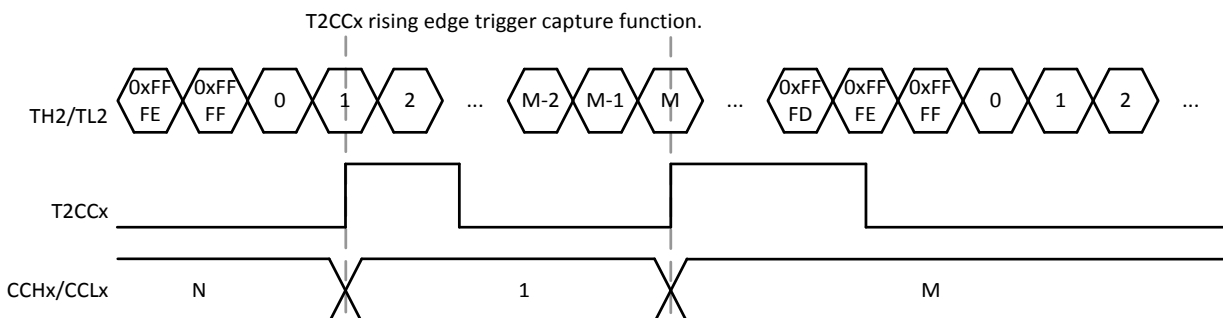 T2CCx rising edge trigger capture function.
TH2/TL2 0xFF FE 0xFF FF 0 1 2 ... M-2 M-1 M ... 0xFF FD 0xFF FE 0xFF FF 0 1 2 ...
T2CCx
CCHx/CCLx N 1 M